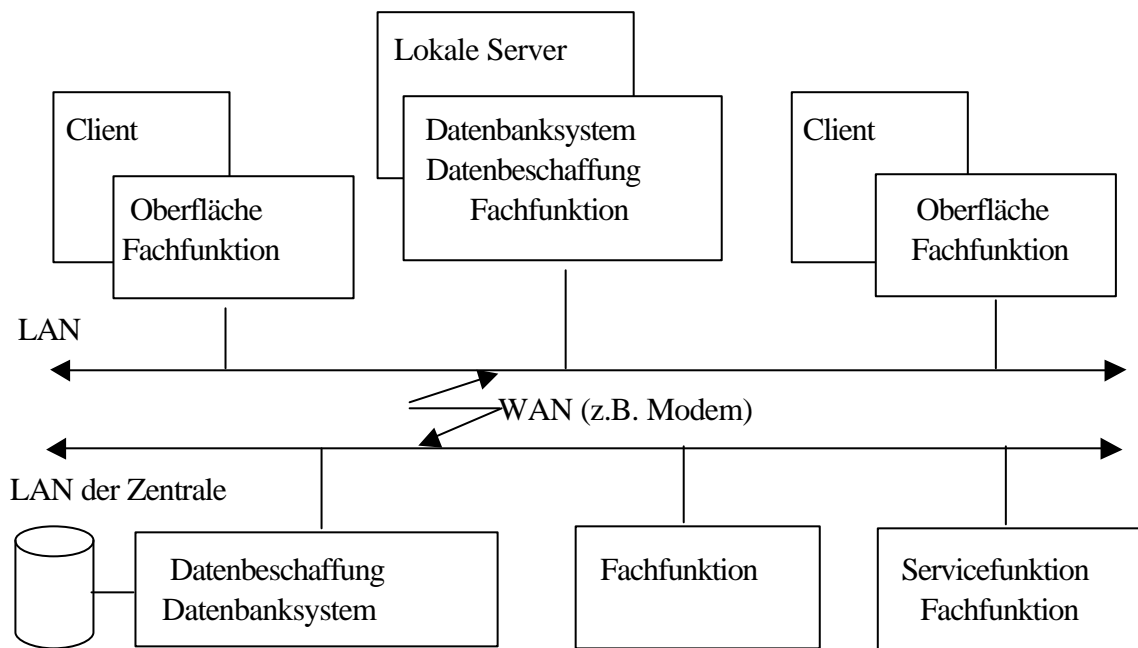 Lokale Server
Client
Datenbanksystem
Datenbeschaffung
Fachfunktion
Client
Oberfläche
Fachfunktion
Oberfläche
Fachfunktion
LAN
WAN (z.B. Modem)
LAN der Zentrale
Datenbeschaffung
Datenbanksystem
Fachfunktion
Servicefunktion
Fachfunktion